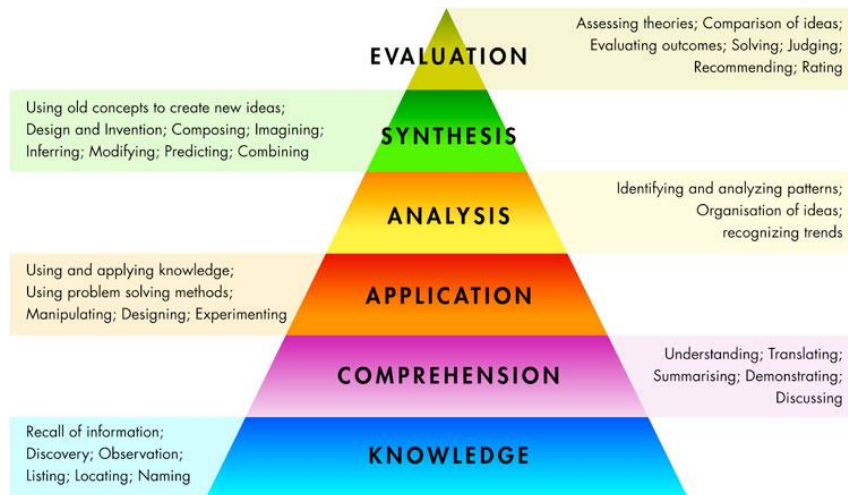 Assessing theories; Comparison of ideas;
Evaluating outcomes; Solving; Judging;
Recommending; Rating
EVALUATION
Using old concepts to create new ideas;
Design and Invention; Composing; Imagining;
Inferring; Modifying; Predicting; Combining
SYNTHESIS
Identifying and analyzing patterns;
Organisation of ideas;
recognizing trends
ANALYSIS
Using and applying knowledge;
Using problem solving methods;
Manipulating; Designing; Experimenting
APPLICATION
Understanding; Translating;
Summarising; Demonstrating;
Discussing
COMPREHENSION
Recall of information;
Discovery; Observation;
Listing; Locating; Naming
KNOWLEDGE